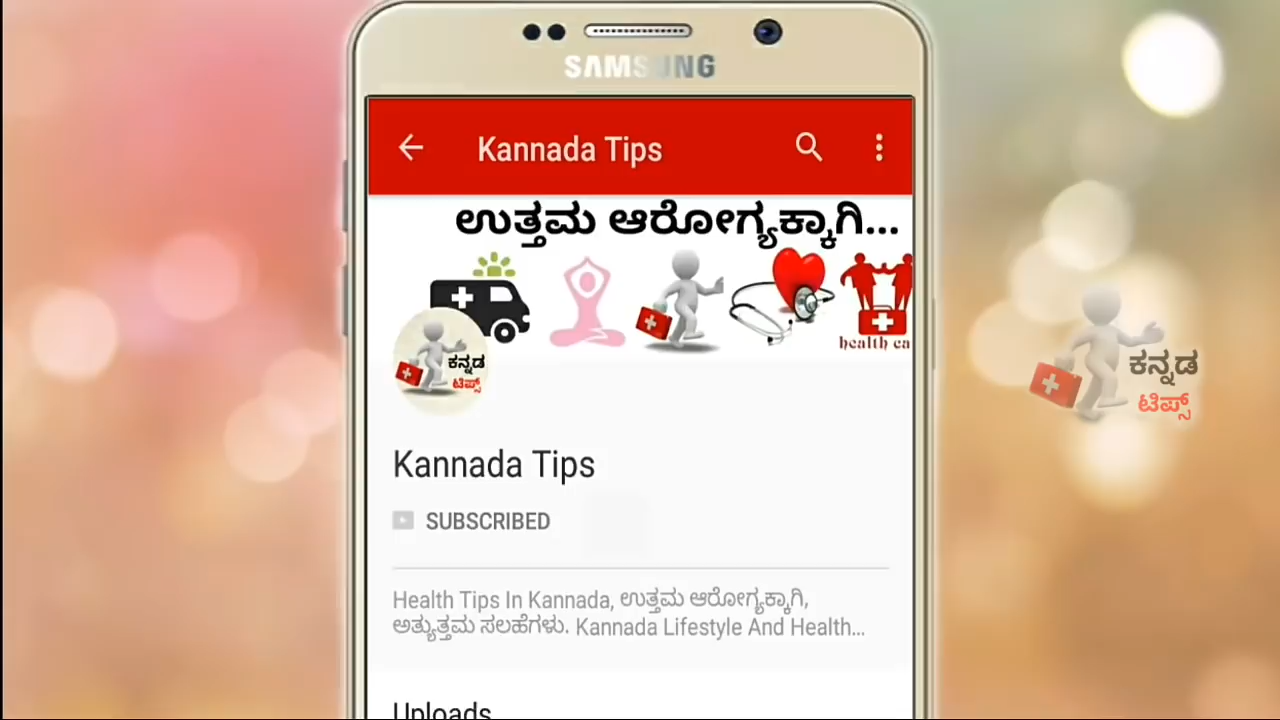 SAMSUNG
Kannada Tips
ಉತ್ತಮ ಆರೋಗ್ಯಕ್ಕಾಗಿ...
health ca
ಕನ್ನಡ
ಟಿಪ್ಸ್
ಕನ್ನಡ
ಟಿಪ್ಸ್
Kannada Tips
SUBSCRIBED
Health Tips In Kannada, ಉತ್ತಮ ಆರೋಗ್ಯಕ್ಕಾಗಿ,
ಅತ್ಯುತ್ತಮ ಸಲಹೆಗಳು. Kannada Lifestyle And Health...
Uploads